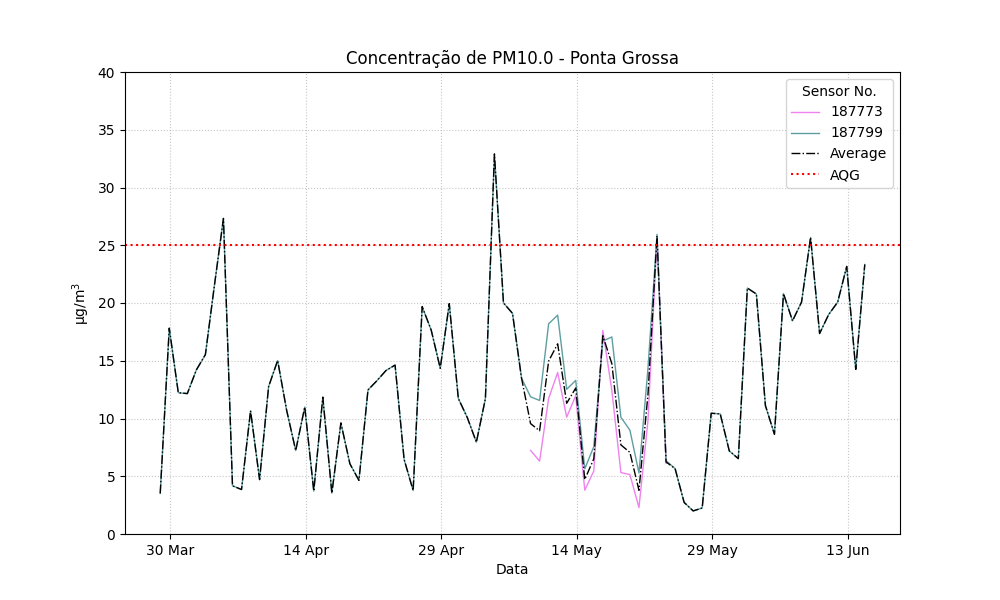 Concentração de PM10.0 - Ponta Grossa
40
35
30
25
20
15
10
5
0
µg/m³
Sensor No.
187773
187799
Average
AQG
30 Mar
14 Apr
29 Apr
14 May
29 May
13 Jun
Data